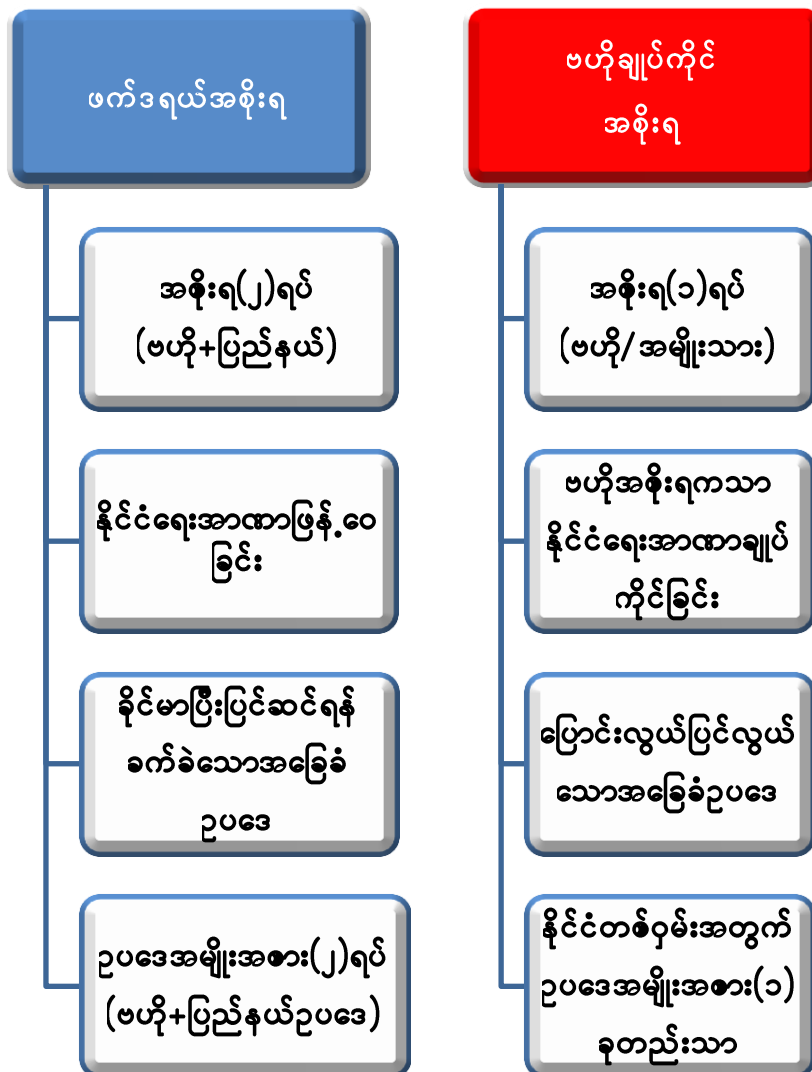 ဖက်ဒရယ်အစိုးရ
အစိုးရ(၂)ရပ်
(ဗဟို+ပြည်နယ်)
နိုင်ငံရေးအာဏာဖြန့်ဝေ
ခြင်း
ခိုင်မာပြီးပြင်ဆင်ရန်
ခက်ခဲသောအခြေခံ
ဥပဒေ
ဥပဒေအမျိုးအစား(၂)ရပ်
(ဗဟို+ပြည်နယ်ဥပဒေ)
ဗဟိုချုပ်ကိုင်
အစိုးရ
အစိုးရ(၁)ရပ်
(ဗဟို/အမျိုးသား)
ဗဟိုအစိုးရကသာ
နိုင်ငံရေးအာဏာချုပ်
ကိုင်ခြင်း
ပြောင်းလွယ်ပြင်လွယ်
သောအခြေခံဥပဒေ
နိုင်ငံတစ်ဝှမ်းအတွက်
ဥပဒေအမျိုးအစား(၁)
ခုတည်းသာ